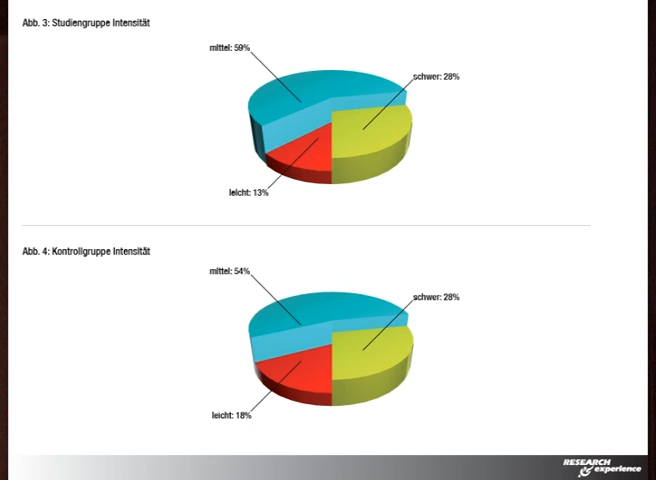 Abb. 3: Studiengruppe Intensität
mittel: 59%
schwer: 28%
leicht: 13%
Abb. 4: Kontrollgruppe Intensität
mittel: 54%
schwer: 28%
leicht: 18%
RESEARCH
& experience